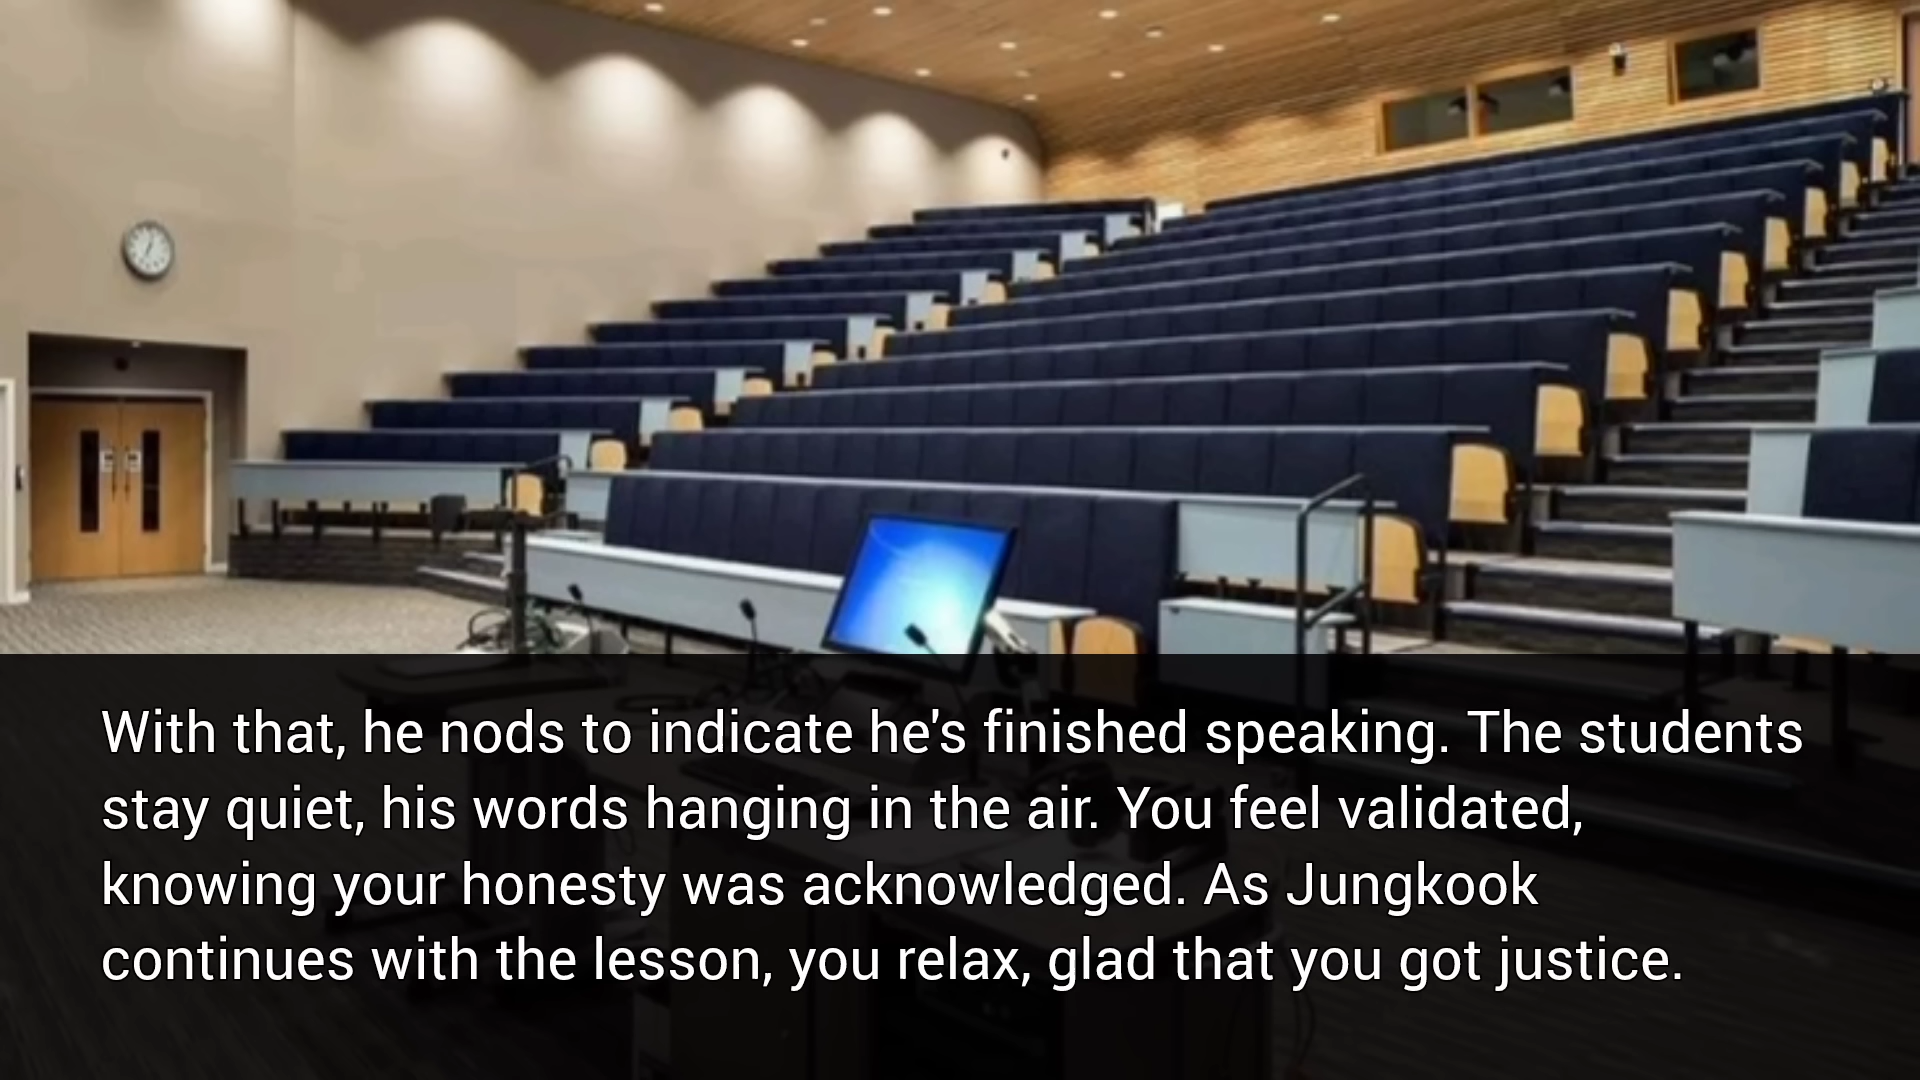 With that, he nods to indicate he's finished speaking. The students
stay quiet, his words hanging in the air. You feel validated,
knowing your honesty was acknowledged. As Jungkook
continues with the lesson, you relax, glad that you got justice.